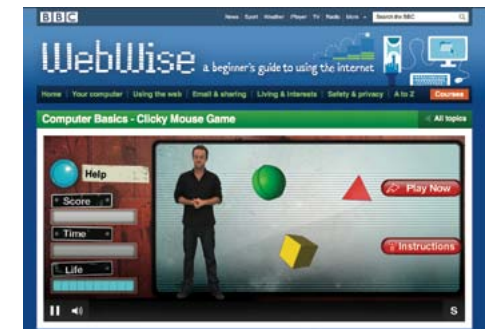 BBC News Sport Weather iPlayer TV Radio More Search the BBC
WebWise a beginner's guide to using the internet
Home Your computer Using the web Email & sharing Living & interests Safety & privacy A to Z Courses
Computer Basics - Clicky Mouse Game All topics
Help
Score
Time
Life
Play Now
Instructions
S